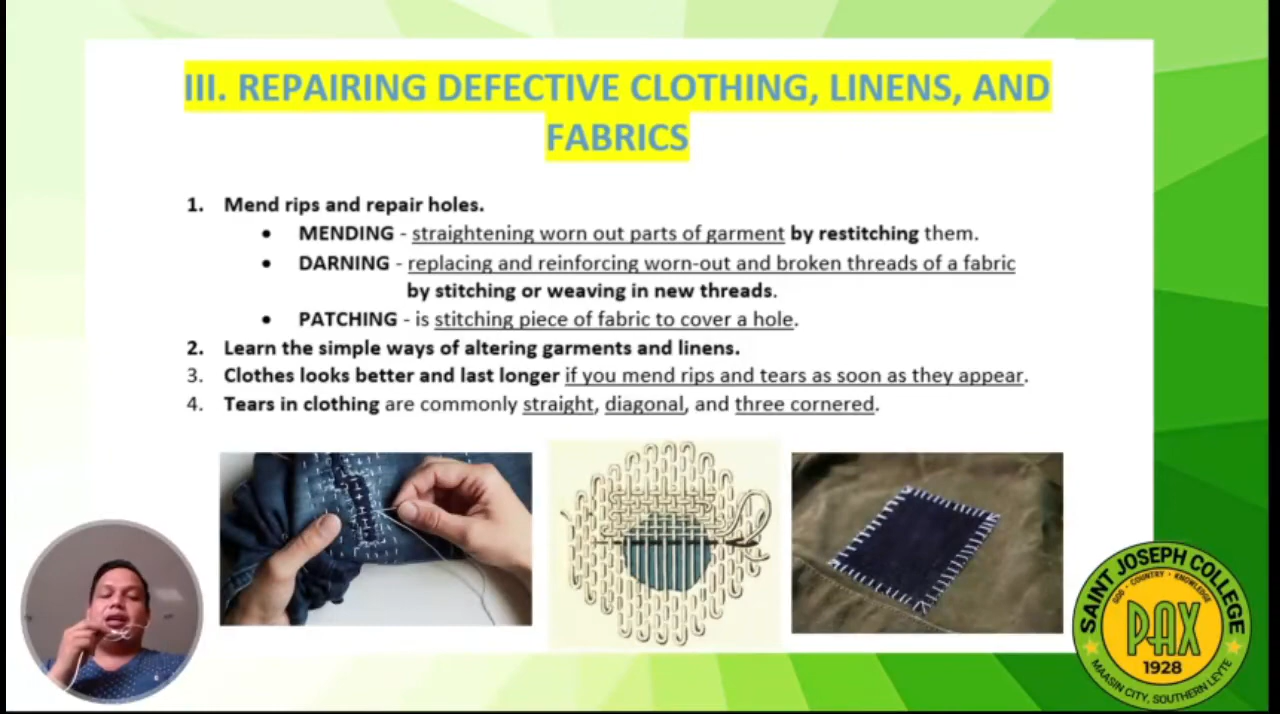 III. REPAIRING DEFECTIVE CLOTHING, LINENS, AND
FABRICS
1. Mend rips and repair holes.
• MENDING - straightening worn out parts of garment by restitching them.
• DARNING - replacing and reinforcing worn-out and broken threads of a fabric
by stitching or weaving in new threads.
• PATCHING - is stitching piece of fabric to cover a hole.
2. Learn the simple ways of altering garments and linens.
3. Clothes looks better and last longer if you mend rips and tears as soon as they appear.
4. Tears in clothing are commonly straight, diagonal, and three cornered.
SAINT JOSEPH COLLEGE
GOD • COUNTRY • KNOWLEDGE
PAX
1928
MAASIN CITY, SOUTHERN LEYTE